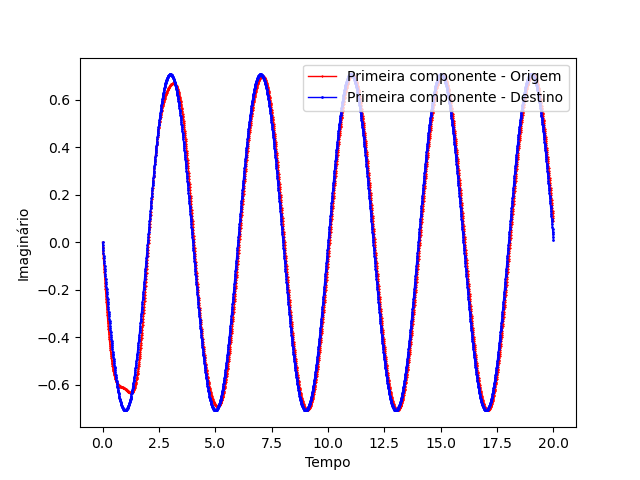 Primeira componente - Origem
Primeira componente - Destino
0.6
0.4
0.2
0.0
−0.2
−0.4
−0.6
Imaginário
0.0 2.5 5.0 7.5 10.0 12.5 15.0 17.5 20.0
Tempo